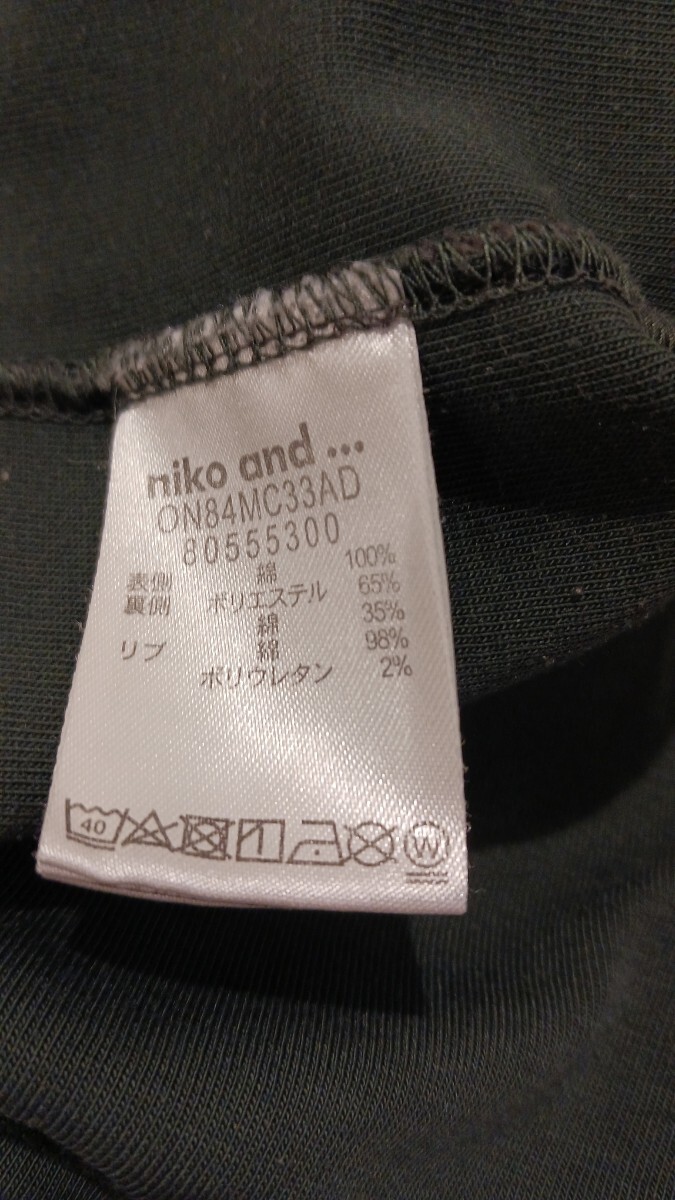 niko and ...
ON84MC33AD
80555300
表側 綿 100%
裏側 ポリエステル 65%
綿 35%
リブ 綿 98%
ポリウレタン 2%
40 W